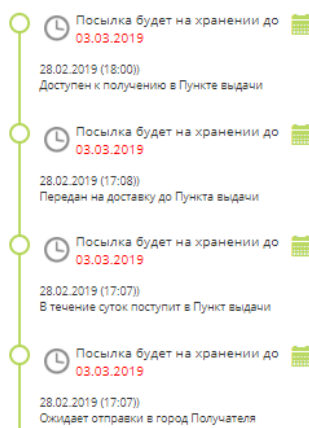 Посылка будет на хранении до
03.03.2019
28.02.2019 (18:00))
Доступен к получению в Пункте выдачи
Посылка будет на хранении до
03.03.2019
28.02.2019 (17:08))
Передан на доставку до Пункта выдачи
Посылка будет на хранении до
03.03.2019
28.02.2019 (17:07))
В течение суток поступит в Пункт выдачи
Посылка будет на хранении до
03.03.2019
28.02.2019 (17:07))
Ожидает отправки в город Получателя